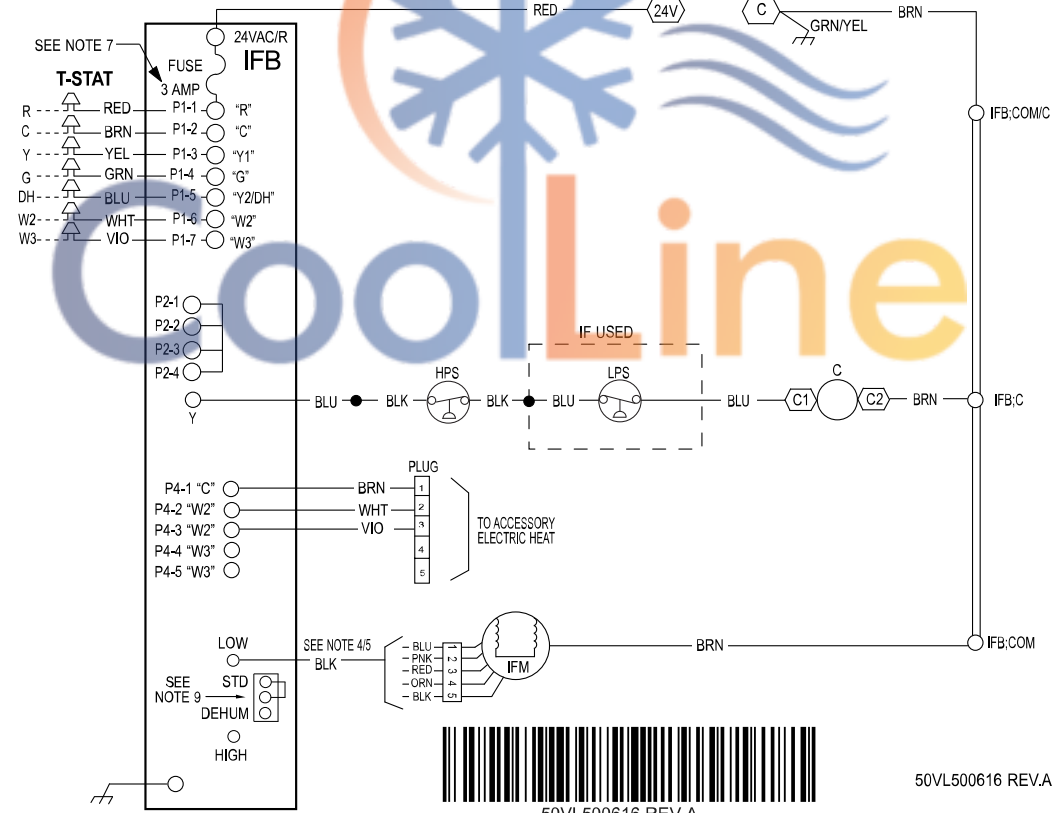 RED
24V
C
BRN
GRN/YEL
SEE NOTE 7
24VAC/R
IFB
FUSE
3 AMP
T-STAT
R RED P1-1 "R"
C BRN P1-2 "C"
Y YEL P1-3 "Y1"
G GRN P1-4 "G"
DH BLU P1-5 "Y2/DH"
W2 WHT P1-6 "W2"
W3 VIO P1-7 "W3"
IFB;COM/C
CooLine
P2-1
P2-2
P2-3
P2-4
Y
IF USED
HPS
LPS
C
BLU BLK BLK BLU BLU C1 C2 BRN IFB;C
PLUG
P4-1 "C" BRN 1
P4-2 "W2" WHT 2
P4-3 "W2" VIO 3
P4-4 "W3" 4
P4-5 "W3" 5
TO ACCESSORY
ELECTRIC HEAT
LOW
SEE NOTE 4/5
BLK
BLU 1
PNK 2
RED 3
ORN 4
BLK 5
IFM
BRN
IFB;COM
SEE
NOTE 9
STD
DEHUM
HIGH
50VL500616 REV.A
50VL500616 REV.A